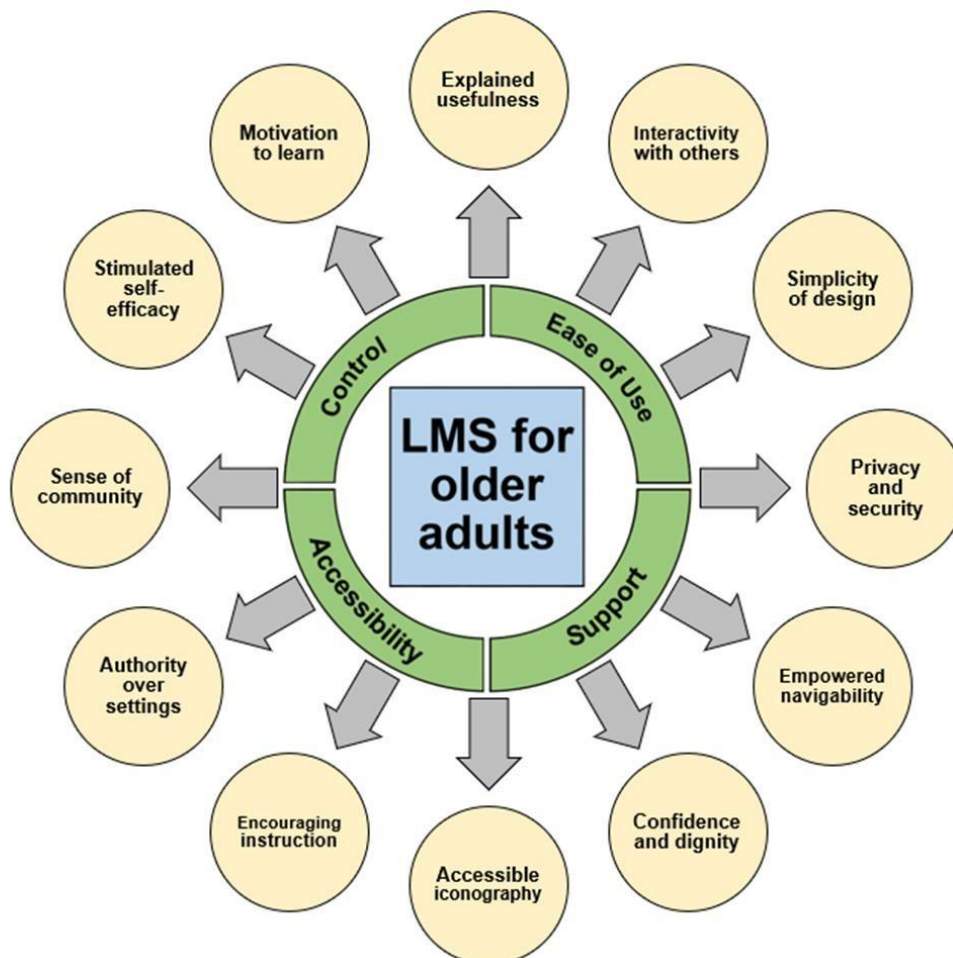 Explained
usefulness
Interactivity
with others
Simplicity
of design
Privacy
and
security
Empowered
navigability
Confidence
and dignity
Accessible
iconography
Encouraging
instruction
Authority
over
settings
Sense of
community
Stimulated
self-
efficacy
Motivation
to learn
Control
Ease of Use
Support
Accessibility
LMS for
older
adults